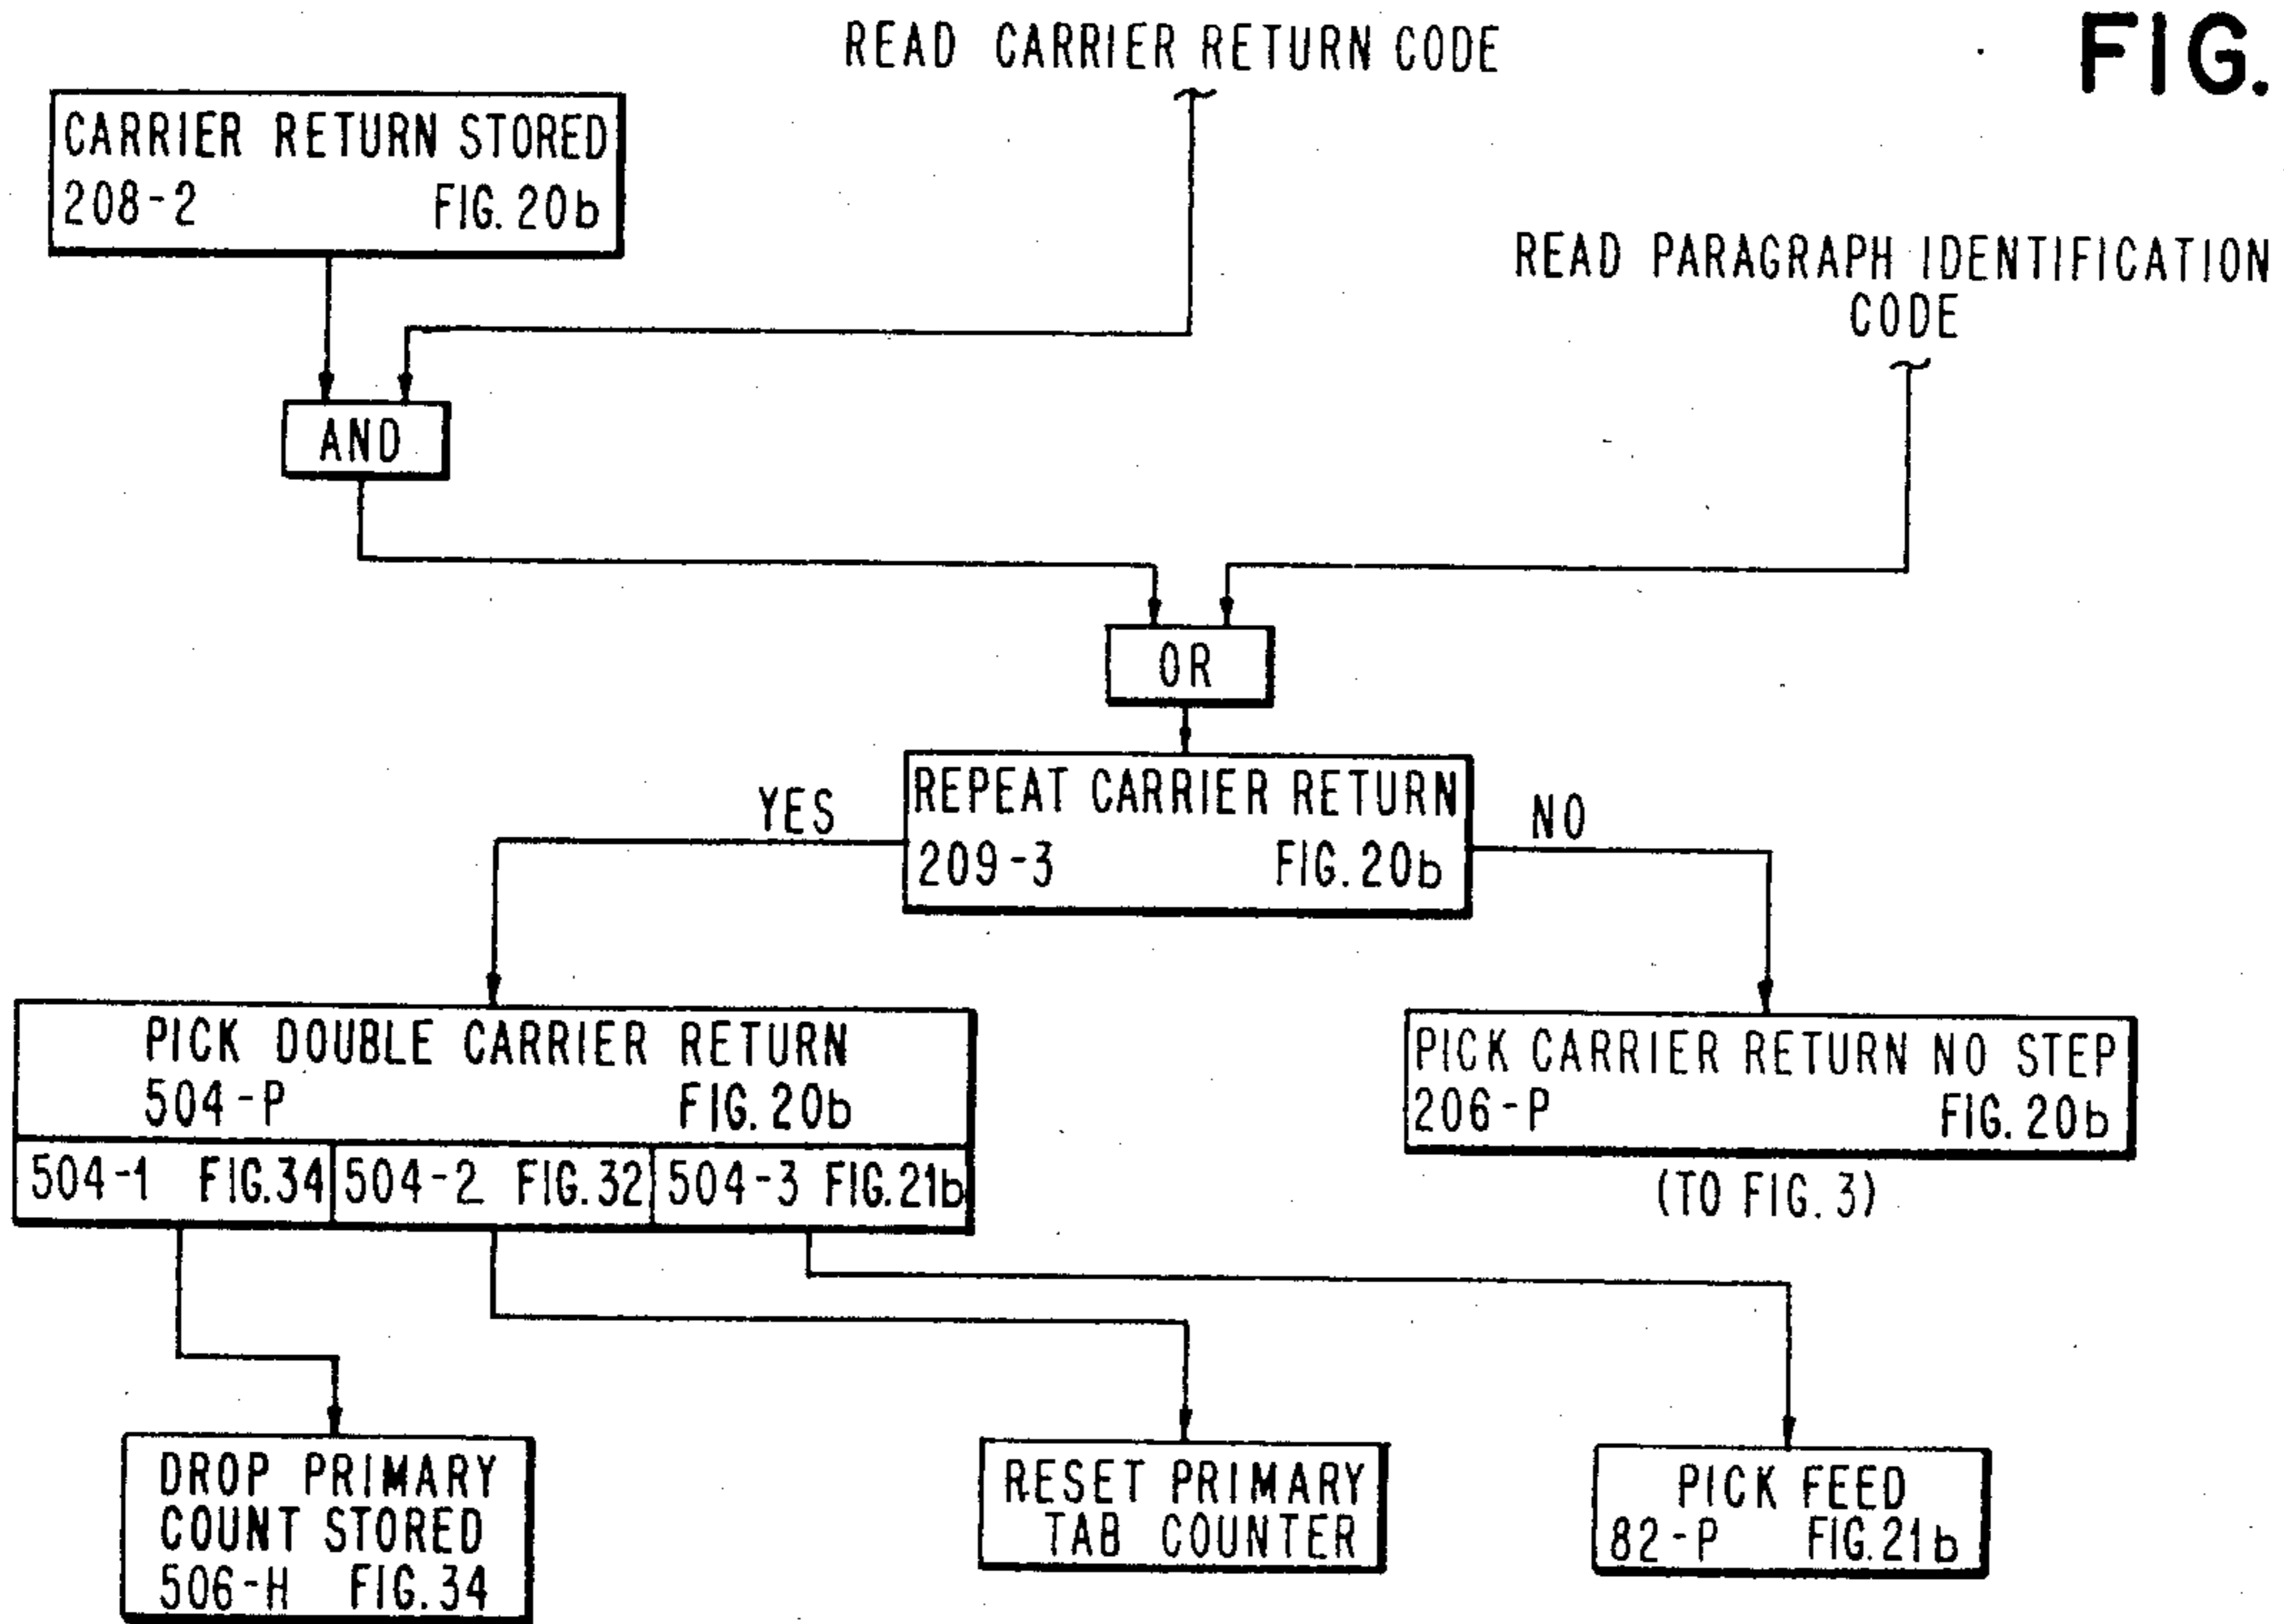 FIG.
READ CARRIER RETURN CODE
CARRIER RETURN STORED
208-2 FIG. 20b
READ PARAGRAPH IDENTIFICATION
CODE
AND
OR
REPEAT CARRIER RETURN
209-3 FIG. 20b
YES
NO
PICK DOUBLE CARRIER RETURN
504-P FIG. 20b
504-1 FIG. 34 504-2 FIG. 32 504-3 FIG. 21b
PICK CARRIER RETURN NO STEP
206-P FIG. 20b
(TO FIG. 3)
DROP PRIMARY
COUNT STORED
506-H FIG. 34
RESET PRIMARY
TAB COUNTER
PICK FEED
82-P FIG. 21b